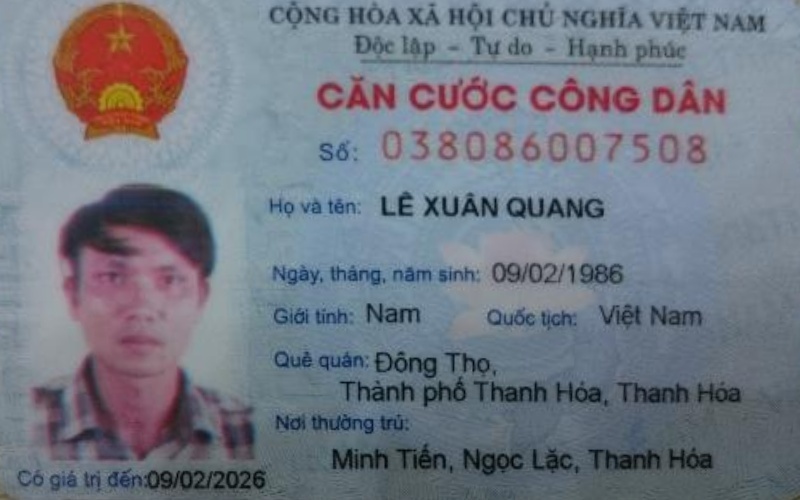 CỘNG HÒA XÃ HỘI CHỦ NGHĨA VIỆT NAM
Độc lập - Tự do - Hạnh phúc
CĂN CƯỚC CÔNG DÂN
Số: 038086007508
Họ và tên: LÊ XUÂN QUANG
Ngày, tháng, năm sinh: 09/02/1986
Giới tính: Nam Quốc tịch: Việt Nam
Quê quán: Đông Thọ,
Thành phố Thanh Hóa, Thanh Hóa
Nơi thường trú:
Minh Tiến, Ngọc Lặc, Thanh Hóa
Có giá trị đến: 09/02/2026